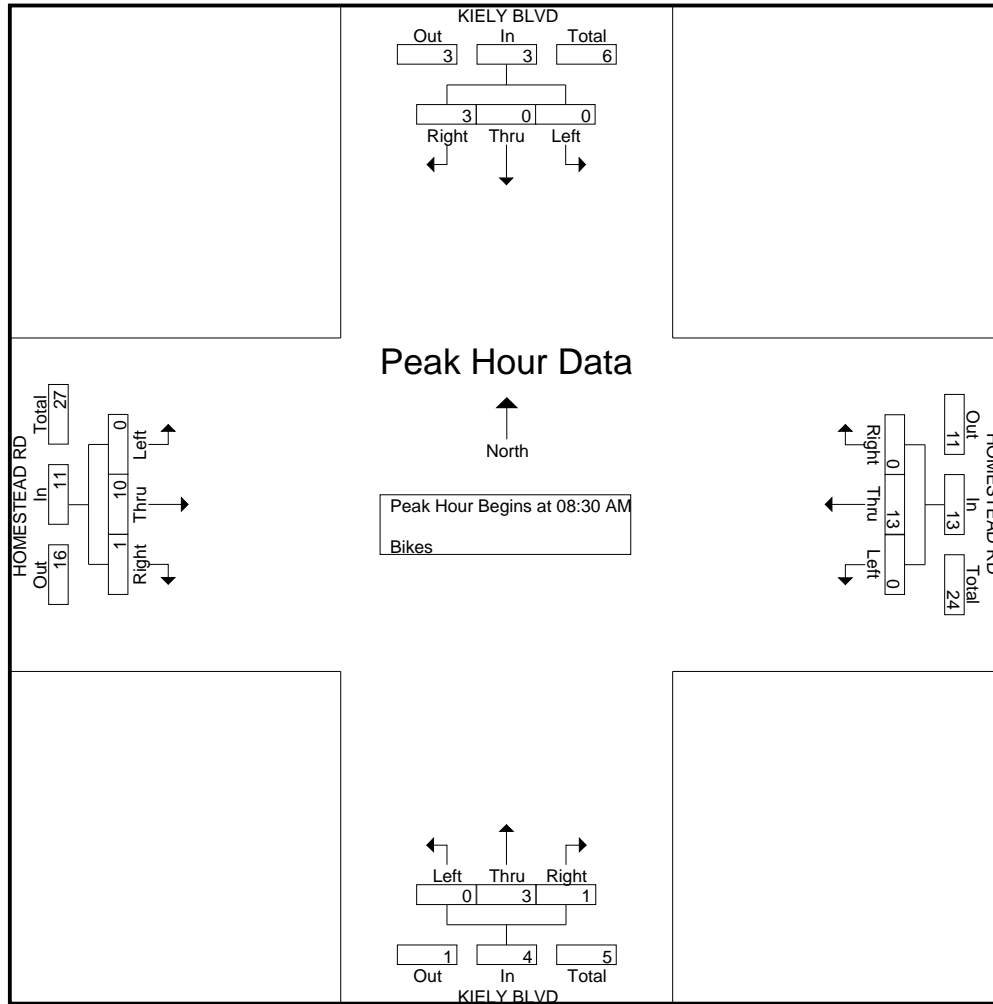 KIELY BLVD
Out In Total
3 3 6
3 0 0
Right Thru Left
Peak Hour Data
North
Peak Hour Begins at 08:30 AM
Bikes
HOMESTEAD RD
Total In Out
27 11 16
0 10 1
Left Thru Right
HOMESTEAD RD
Out In Total
11 13 24
0 13 0
Right Thru Left
Left Thru Right
0 3 1
1 4 5
Out In Total
KIELY BLVD